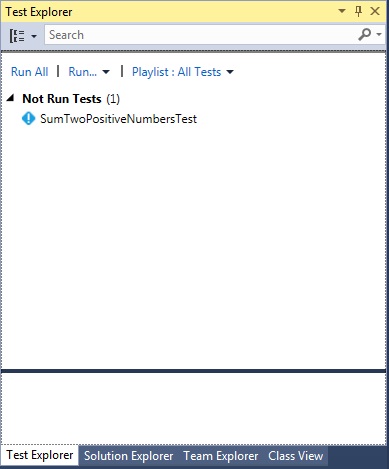 Test Explorer
Search
Run All | Run... | Playlist : All Tests
Not Run Tests (1)
SumTwoPositiveNumbersTest
Test Explorer Solution Explorer Team Explorer Class View